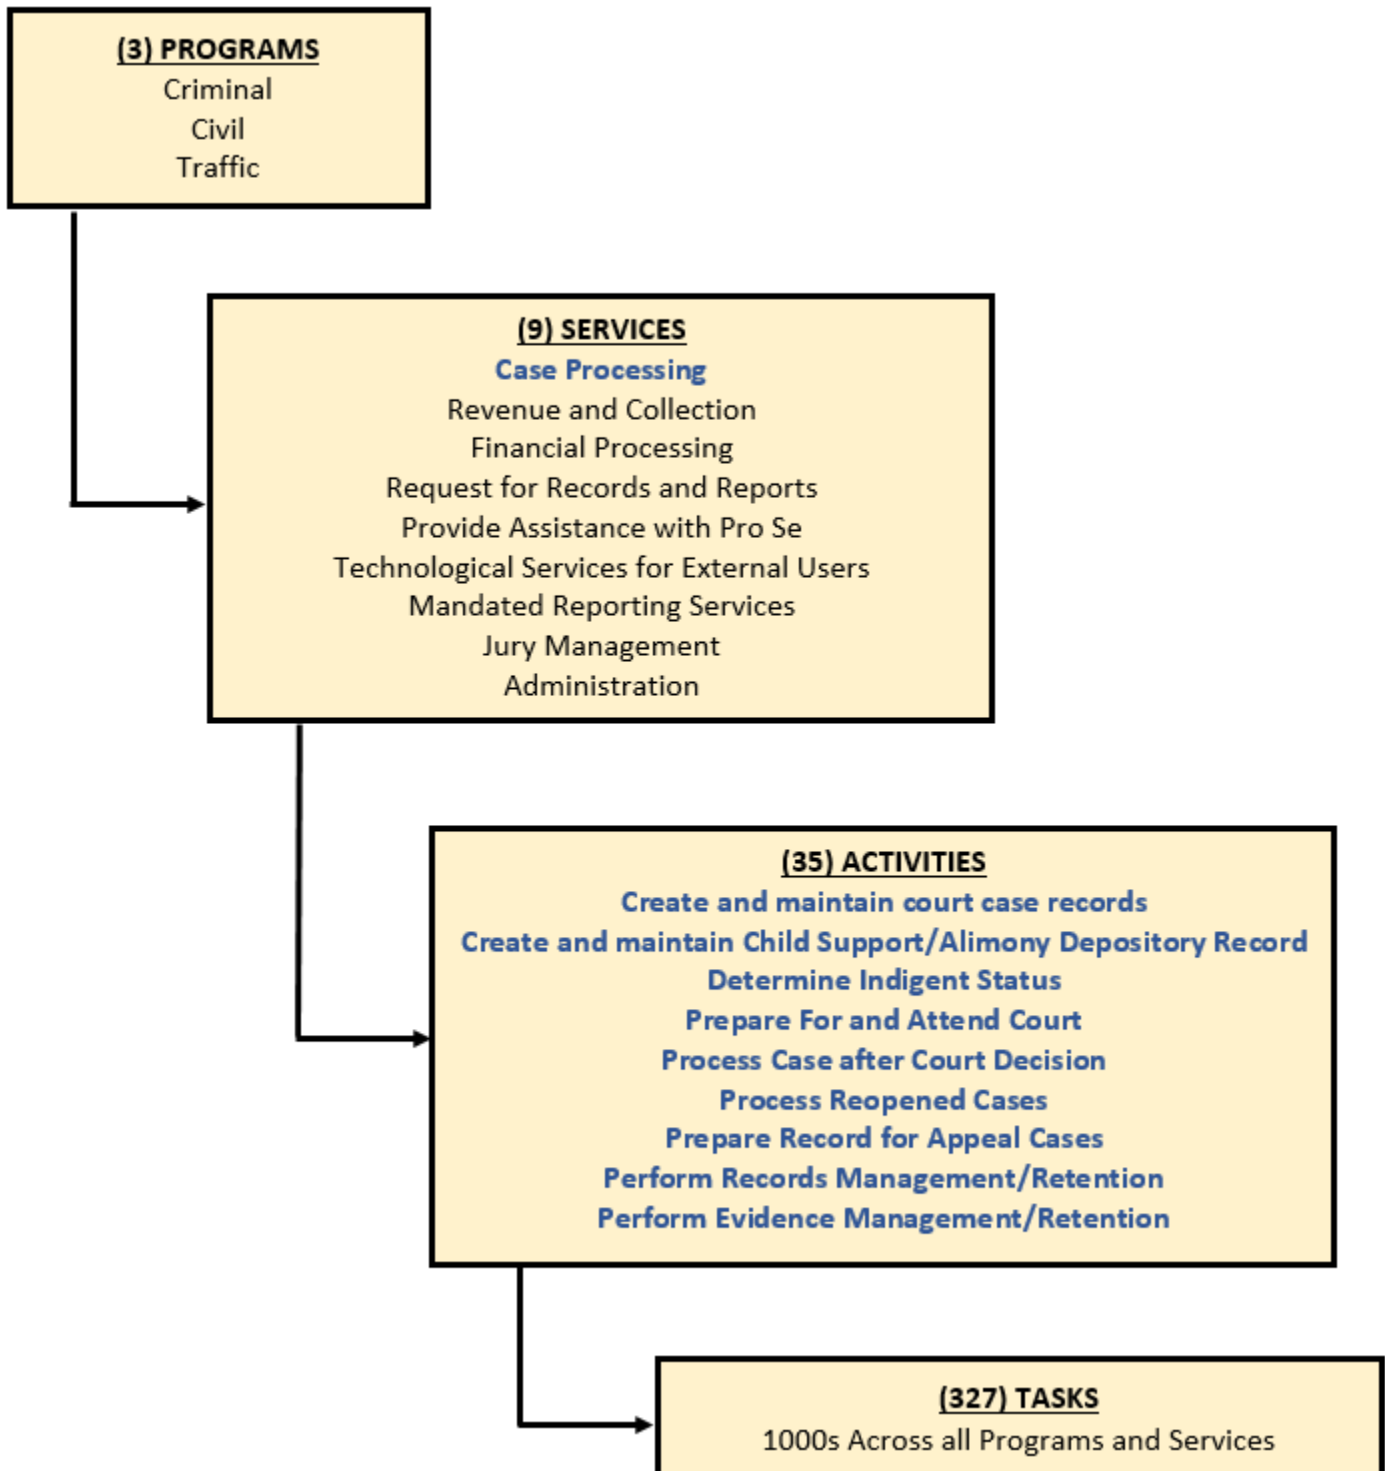 (3) PROGRAMS
Criminal
Civil
Traffic
(9) SERVICES
Case Processing
Revenue and Collection
Financial Processing
Request for Records and Reports
Provide Assistance with Pro Se
Technological Services for External Users
Mandated Reporting Services
Jury Management
Administration
(35) ACTIVITIES
Create and maintain court case records
Create and maintain Child Support/Alimony Depository Record
Determine Indigent Status
Prepare For and Attend Court
Process Case after Court Decision
Process Reopened Cases
Prepare Record for Appeal Cases
Perform Records Management/Retention
Perform Evidence Management/Retention
(327) TASKS
1000s Across all Programs and Services